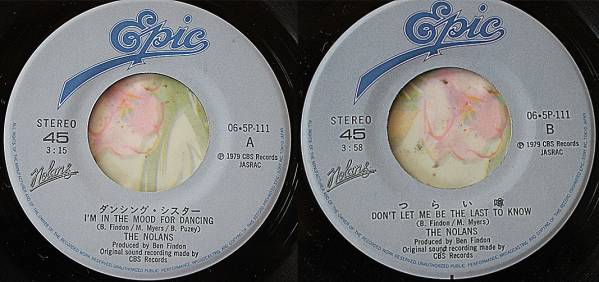 Epic
STEREO
45
3:15
06・5P-111
A
Ⓟ 1979 CBS Records
JASRAC
Nolans
ダンシング・シスター
I'M IN THE MOOD FOR DANCING
(B. Findon/M. Myers/B. Puzey)
THE NOLANS
Produced by Ben Findon
Original sound recording made by
CBS Records
Epic
STEREO
45
3:58
06・5P-111
B
Ⓟ 1979 CBS Records
JASRAC
Nolans
つらい噂
DON'T LET ME BE THE LAST TO KNOW
(B. Findon/M. Myers)
THE NOLANS
Produced by Ben Findon
Original sound recording made by
CBS Records